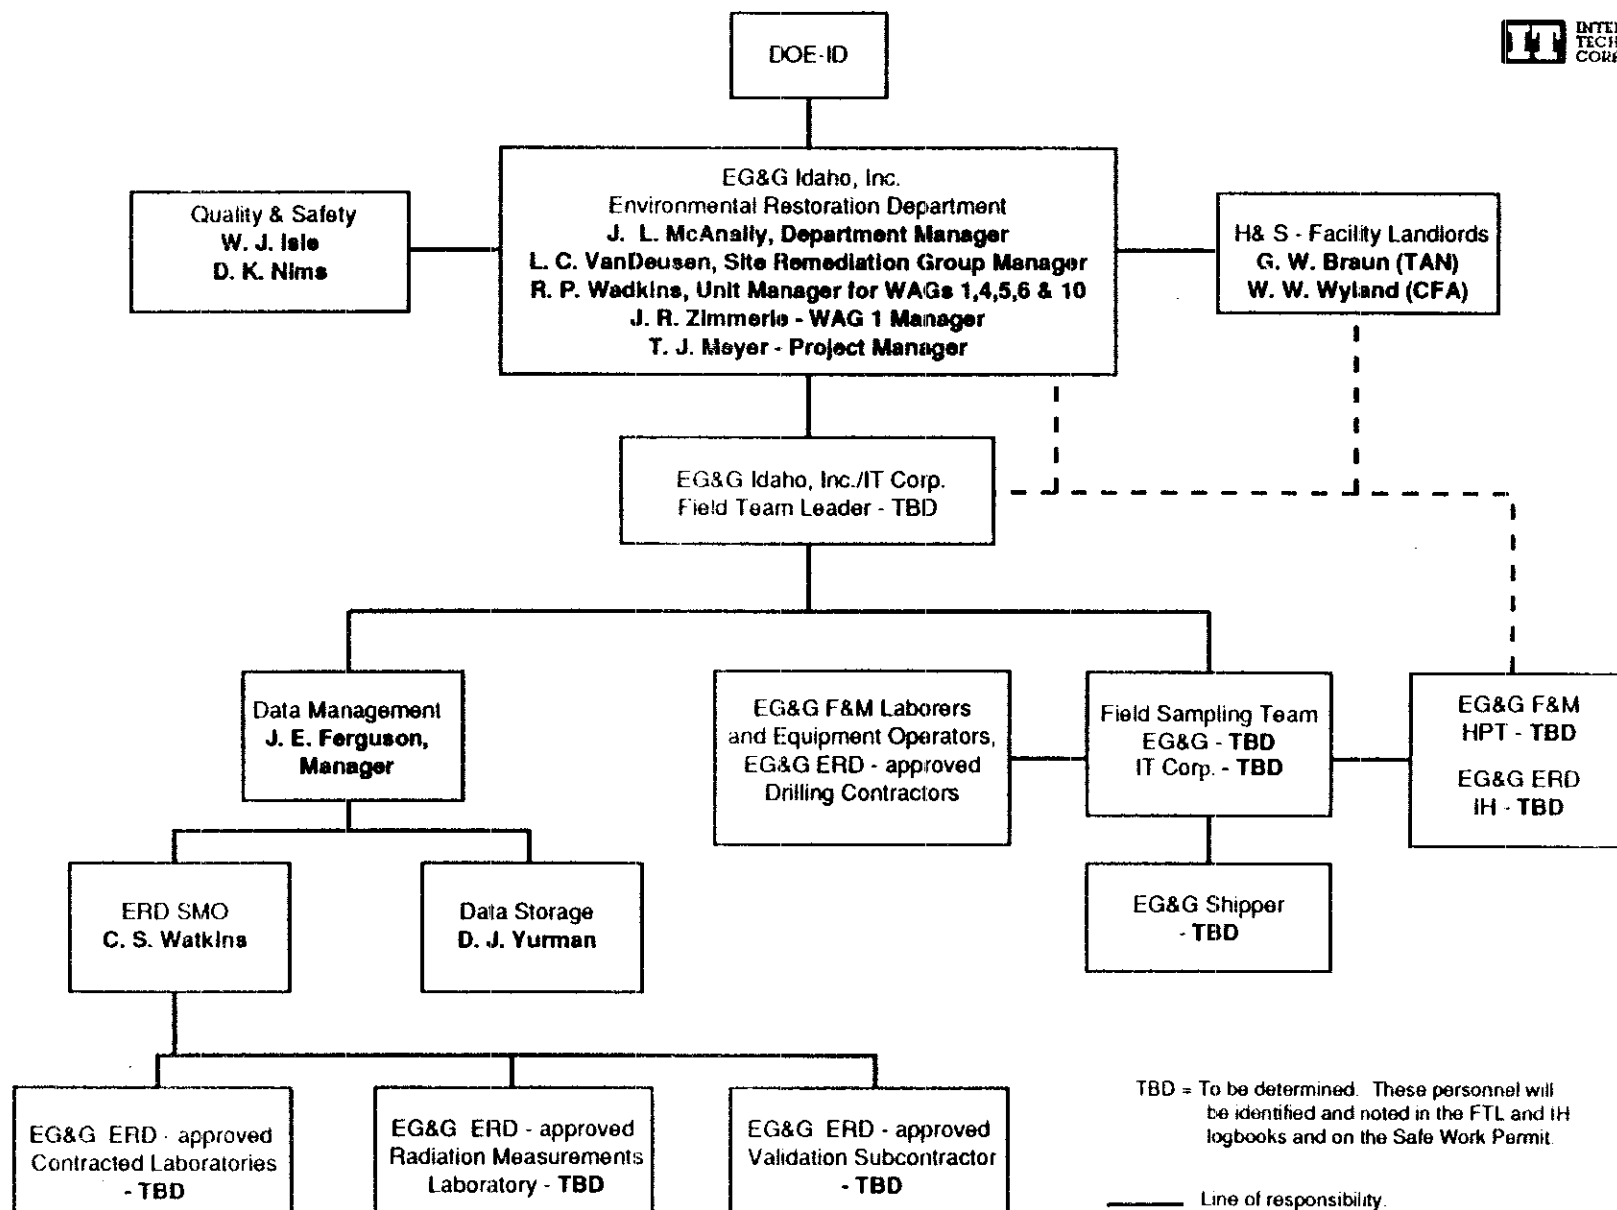 DOE-ID
IT
EG&G Idaho, Inc.
Environmental Restoration Department
J. L. McAnally, Department Manager
L. C. VanDeusen, Site Remediation Group Manager
R. P. Wadkins, Unit Manager for WAGs 1,4,5,6 & 10
J. R. Zimmerle - WAG 1 Manager
T. J. Meyer - Project Manager
Quality & Safety
W. J. Isle
D. K. Nims
H& S - Facility Landlords
G. W. Braun (TAN)
W. W. Wyland (CFA)
EG&G Idaho, Inc./IT Corp.
Field Team Leader - TBD
Data Management
J. E. Ferguson,
Manager
EG&G F&M Laborers
and Equipment Operators,
EG&G ERD - approved
Drilling Contractors
Field Sampling Team
EG&G - TBD
IT Corp. - TBD
EG&G F&M
HPT - TBD
EG&G ERD
IH - TBD
ERD SMO
C. S. Watkins
Data Storage
D. J. Yurman
EG&G Shipper
- TBD
EG&G ERD - approved
Contracted Laboratories
- TBD
EG&G ERD - approved
Radiation Measurements
Laboratory - TBD
EG&G ERD - approved
Validation Subcontractor
- TBD
TBD = To be determined. These personnel will
be identified and noted in the FTL and IH
logbooks and on the Safe Work Permit.
Line of responsibility.